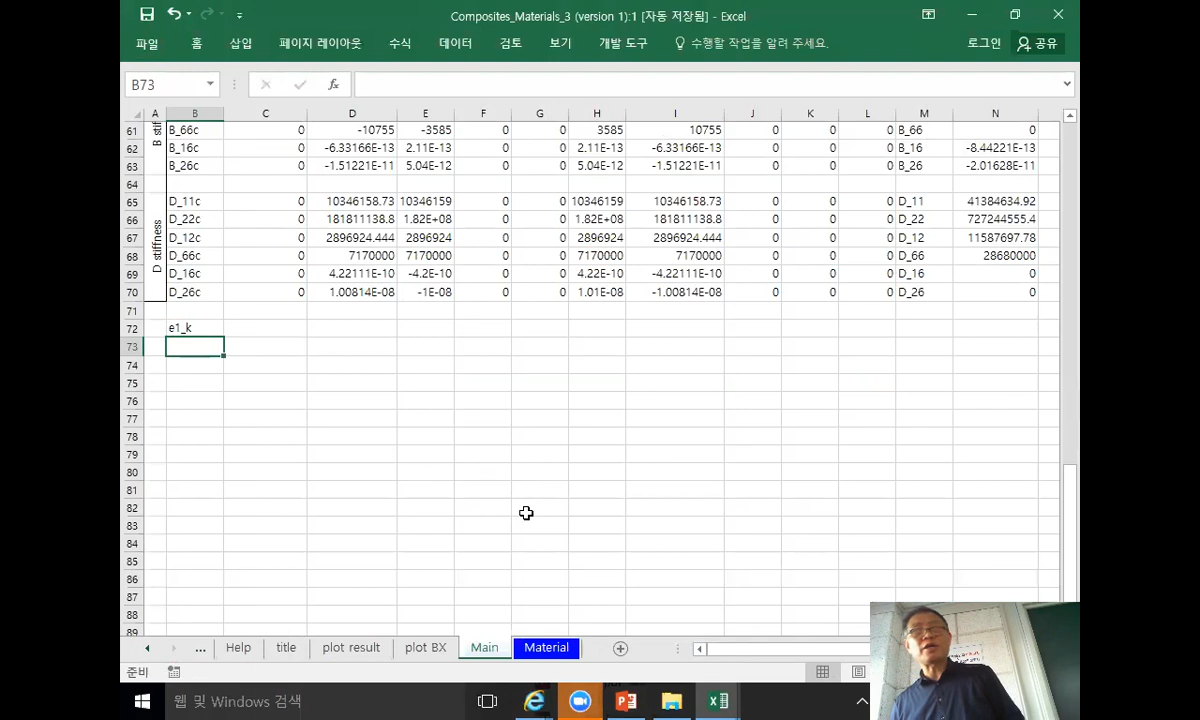 Composites_Materials_3 (version 1):1 [자동 저장됨] - Excel
파일 홈 삽입 페이지 레이아웃 수식 데이터 검토 보기 개발 도구 수행할 작업을 알려 주세요. 로그인 공유
B73 fx
A B C D E F G H I J K L M N
61 B_66c 0 -10755 -3585 0 0 3585 10755 0 0 0 B_66 0
62 B_16c 0 -6.33166E-13 2.11E-13 0 0 2.11E-13 -6.33166E-13 0 0 0 B_16 -8.44221E-13
63 B_26c 0 -1.51221E-11 5.04E-12 0 0 5.04E-12 -1.51221E-11 0 0 0 B_26 -2.01628E-11
64
65 D_11c 0 10346158.73 10346159 0 0 10346159 10346158.73 0 0 0 D_11 41384634.92
66 D_22c 0 181811138.8 1.82E+08 0 0 1.82E+08 181811138.8 0 0 0 D_22 727244555.4
67 D_12c 0 2896924.444 2896924 0 0 2896924 2896924.444 0 0 0 D_12 11587697.78
68 D_66c 0 7170000 7170000 0 0 7170000 7170000 0 0 0 D_66 28680000
69 D_16c 0 4.22111E-10 -4.2E-10 0 0 4.22E-10 -4.22111E-10 0 0 0 D_16 0
70 D_26c 0 1.00814E-08 -1E-08 0 0 1.01E-08 -1.00814E-08 0 0 0 D_26 0
B stif
D stiffness
71
72 e1_k
73
74
75
76
77
78
79
80
81
82
83
84
85
86
87
88
89
... Help title plot result plot BX Main Material
준비
웹 및 Windows 검색